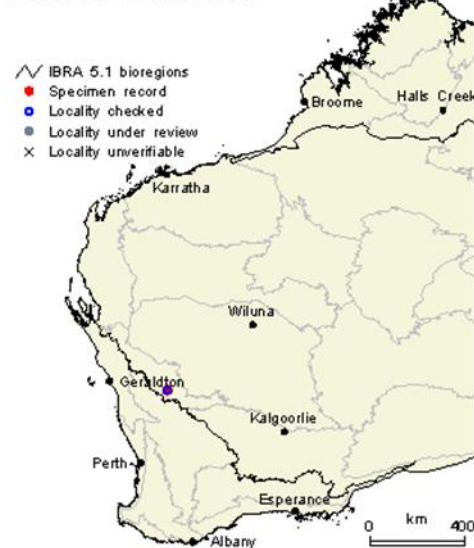 IBRA 5.1 bioregions
Specimen record
Locality checked
Locality under review
Locality unverifiable
Broome
Halls Creek
Karratha
Wiluna
Geraldton
Kalgoorlie
Perth
Esperance
Albany
km
0 400